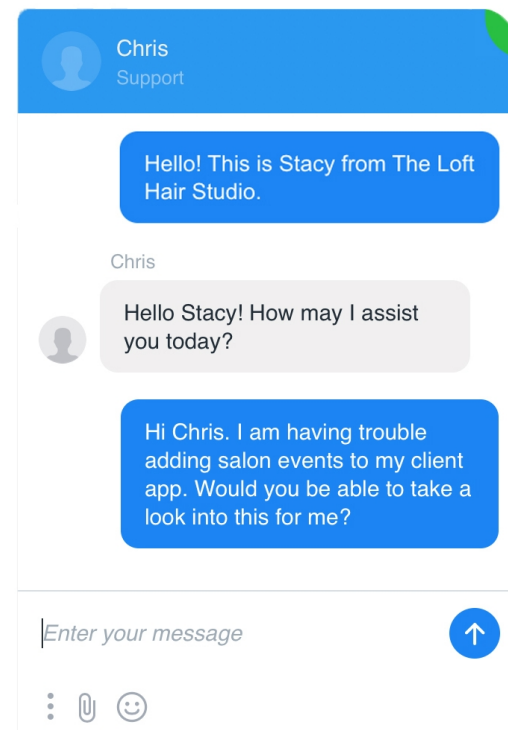 Chris
Support
Hello! This is Stacy from The Loft
Hair Studio.
Chris
Hello Stacy! How may I assist
you today?
Hi Chris. I am having trouble
adding salon events to my client
app. Would you be able to take a
look into this for me?
Enter your message